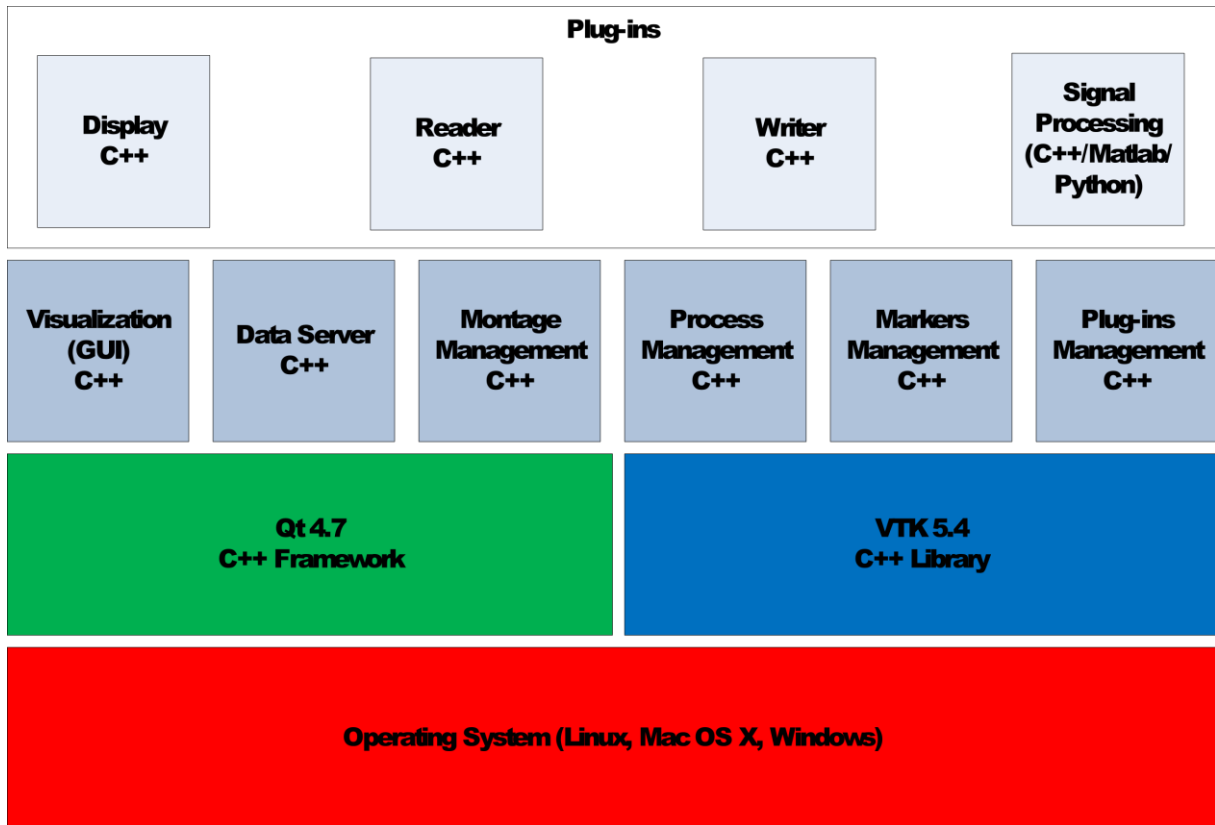 Plug-ins
Display
C++
Reader
C++
Writer
C++
Signal
Processing
(C++/Matlab/
Python)
Visualization
(GUI)
C++
Data Server
C++
Montage
Management
C++
Process
Management
C++
Markers
Management
C++
Plug-ins
Management
C++
Qt 4.7
C++ Framework
VTK 5.4
C++ Library
Operating System (Linux, Mac OS X, Windows)